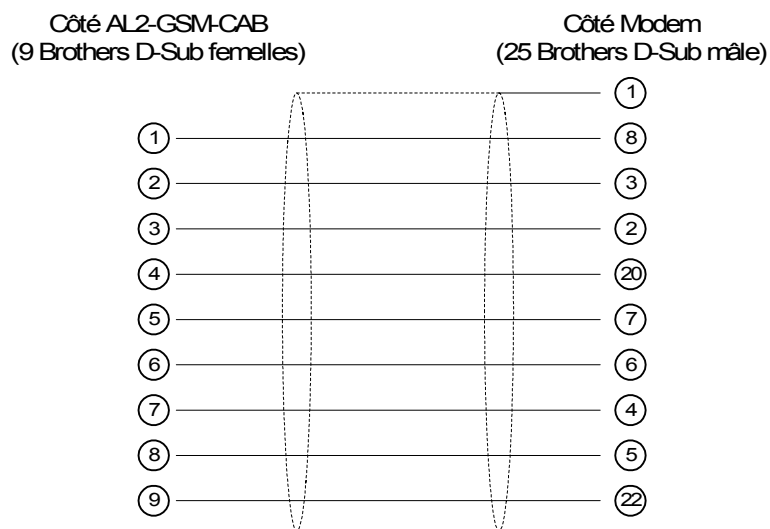 Côté AL2-GSM-CAB
(9 Brothers D-Sub femelles)
Côté Modem
(25 Brothers D-Sub mâle)
1
1 8
2 3
3 2
4 20
5 7
6 6
7 4
8 5
9 22